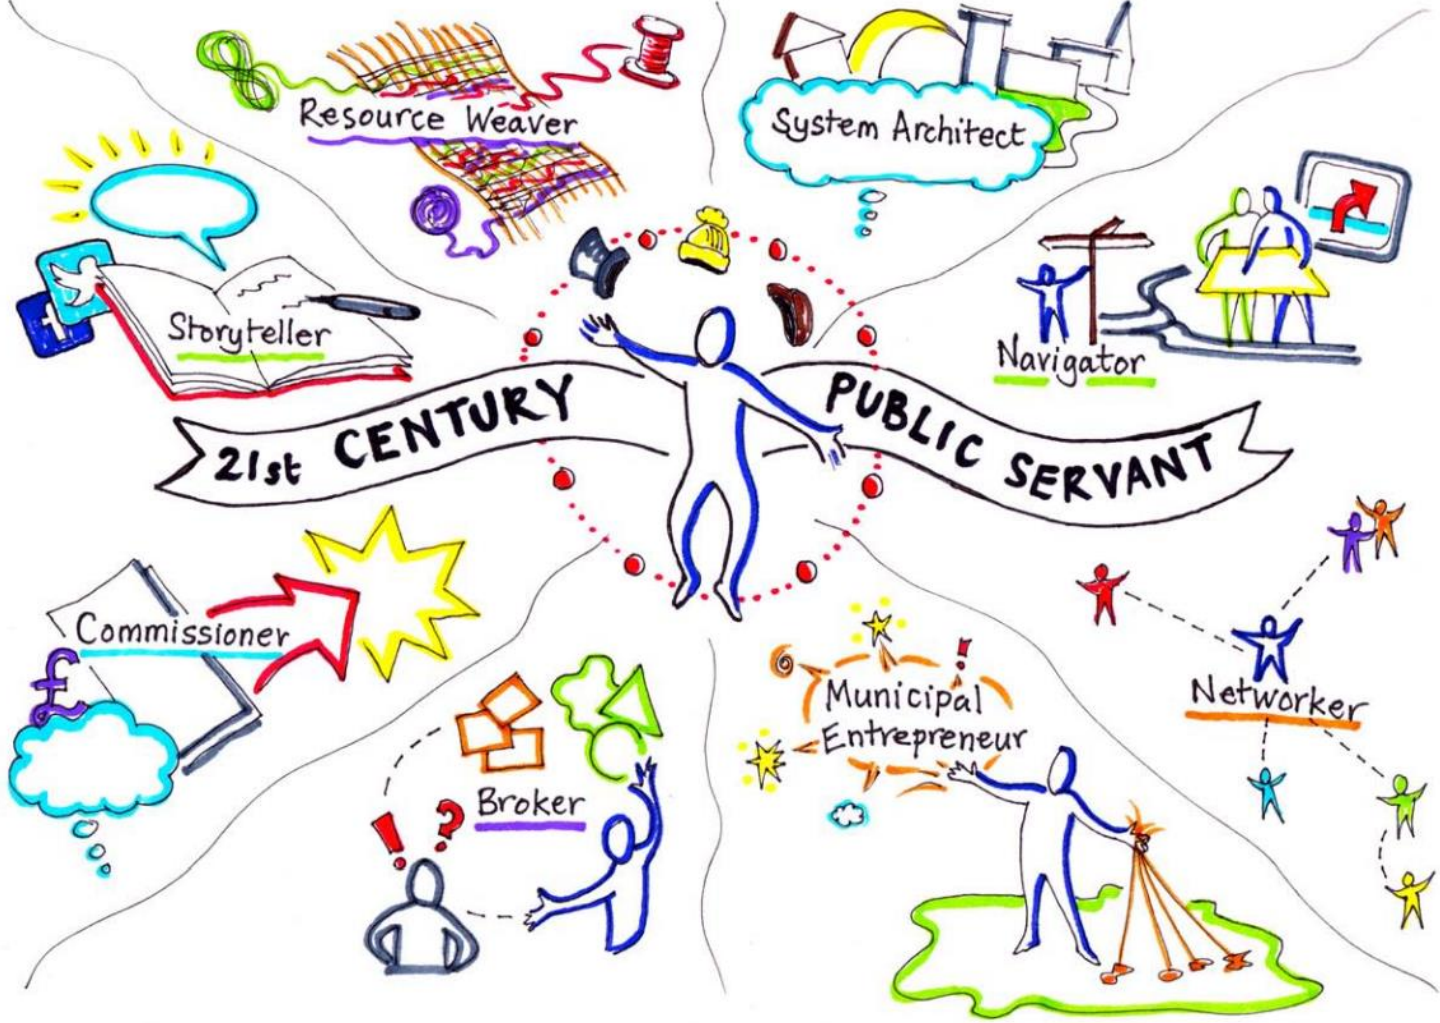 Resource Weaver
System Architect
Storyteller
Navigator
21st CENTURY
PUBLIC SERVANT
Commissioner
£
Municipal
Entrepreneur
!
Networker
Broker
! ?